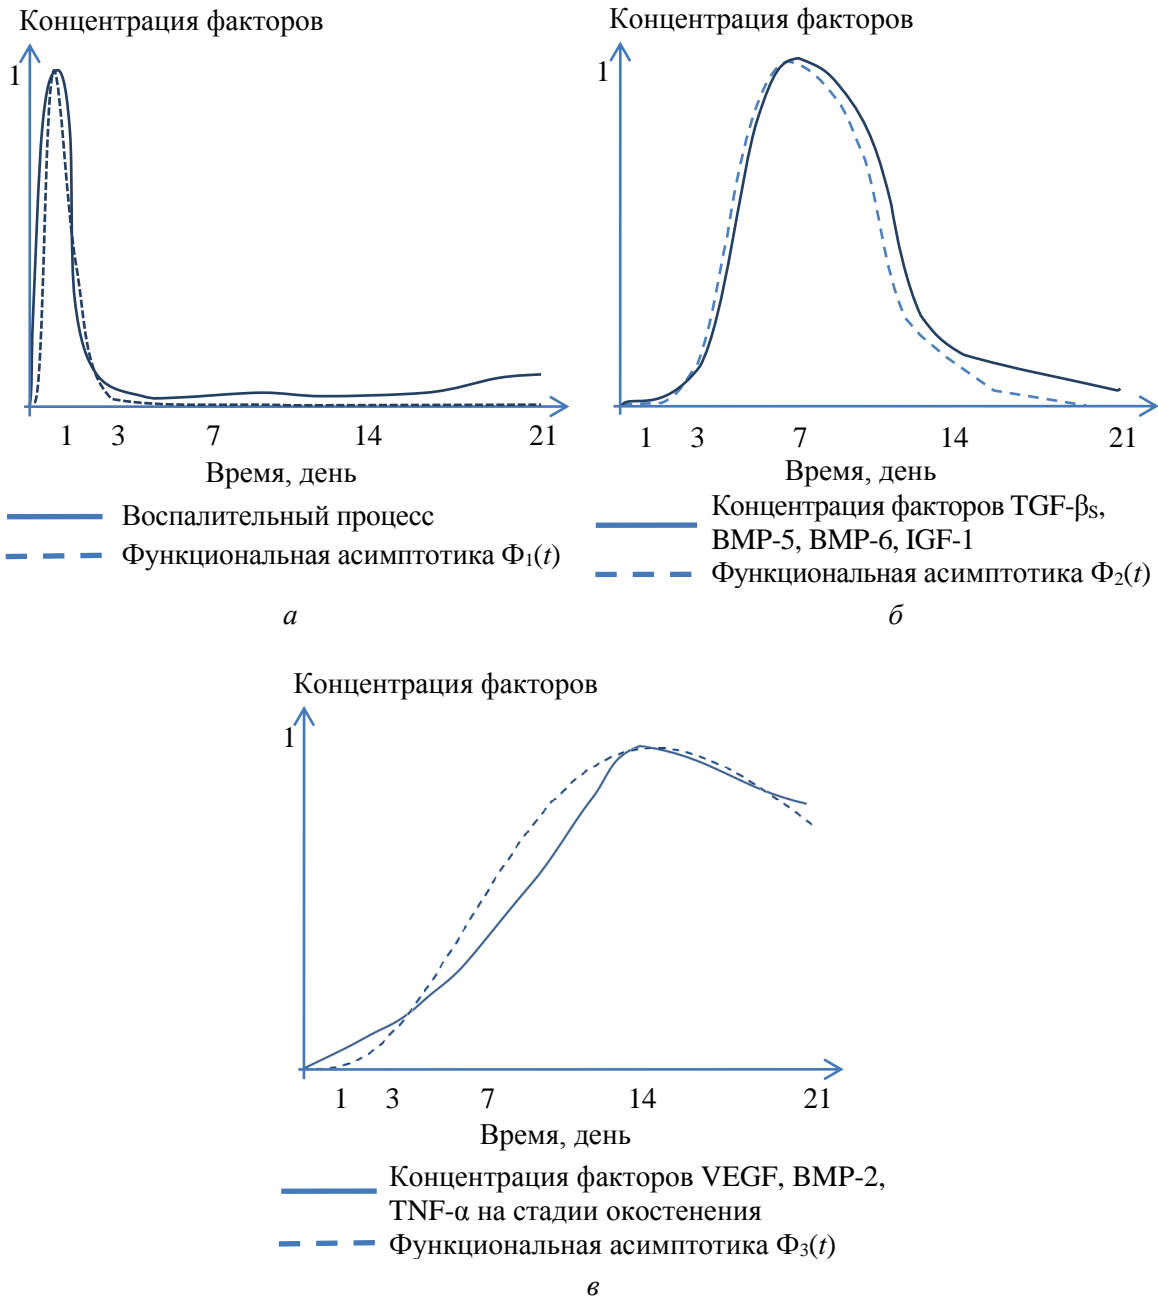 Концентрация факторов
1
1 3 7 14 21
Время, день
Воспалительный процесс
Функциональная асимптотика Ф₁(t)
а
Концентрация факторов
1
1 3 7 14 21
Время, день
Концентрация факторов TGF-βS,
BMP-5, BMP-6, IGF-1
Функциональная асимптотика Ф₂(t)
б
Концентрация факторов
1
1 3 7 14 21
Время, день
Концентрация факторов VEGF, BMP-2,
TNF-α на стадии окостенения
Функциональная асимптотика Ф₃(t)
в